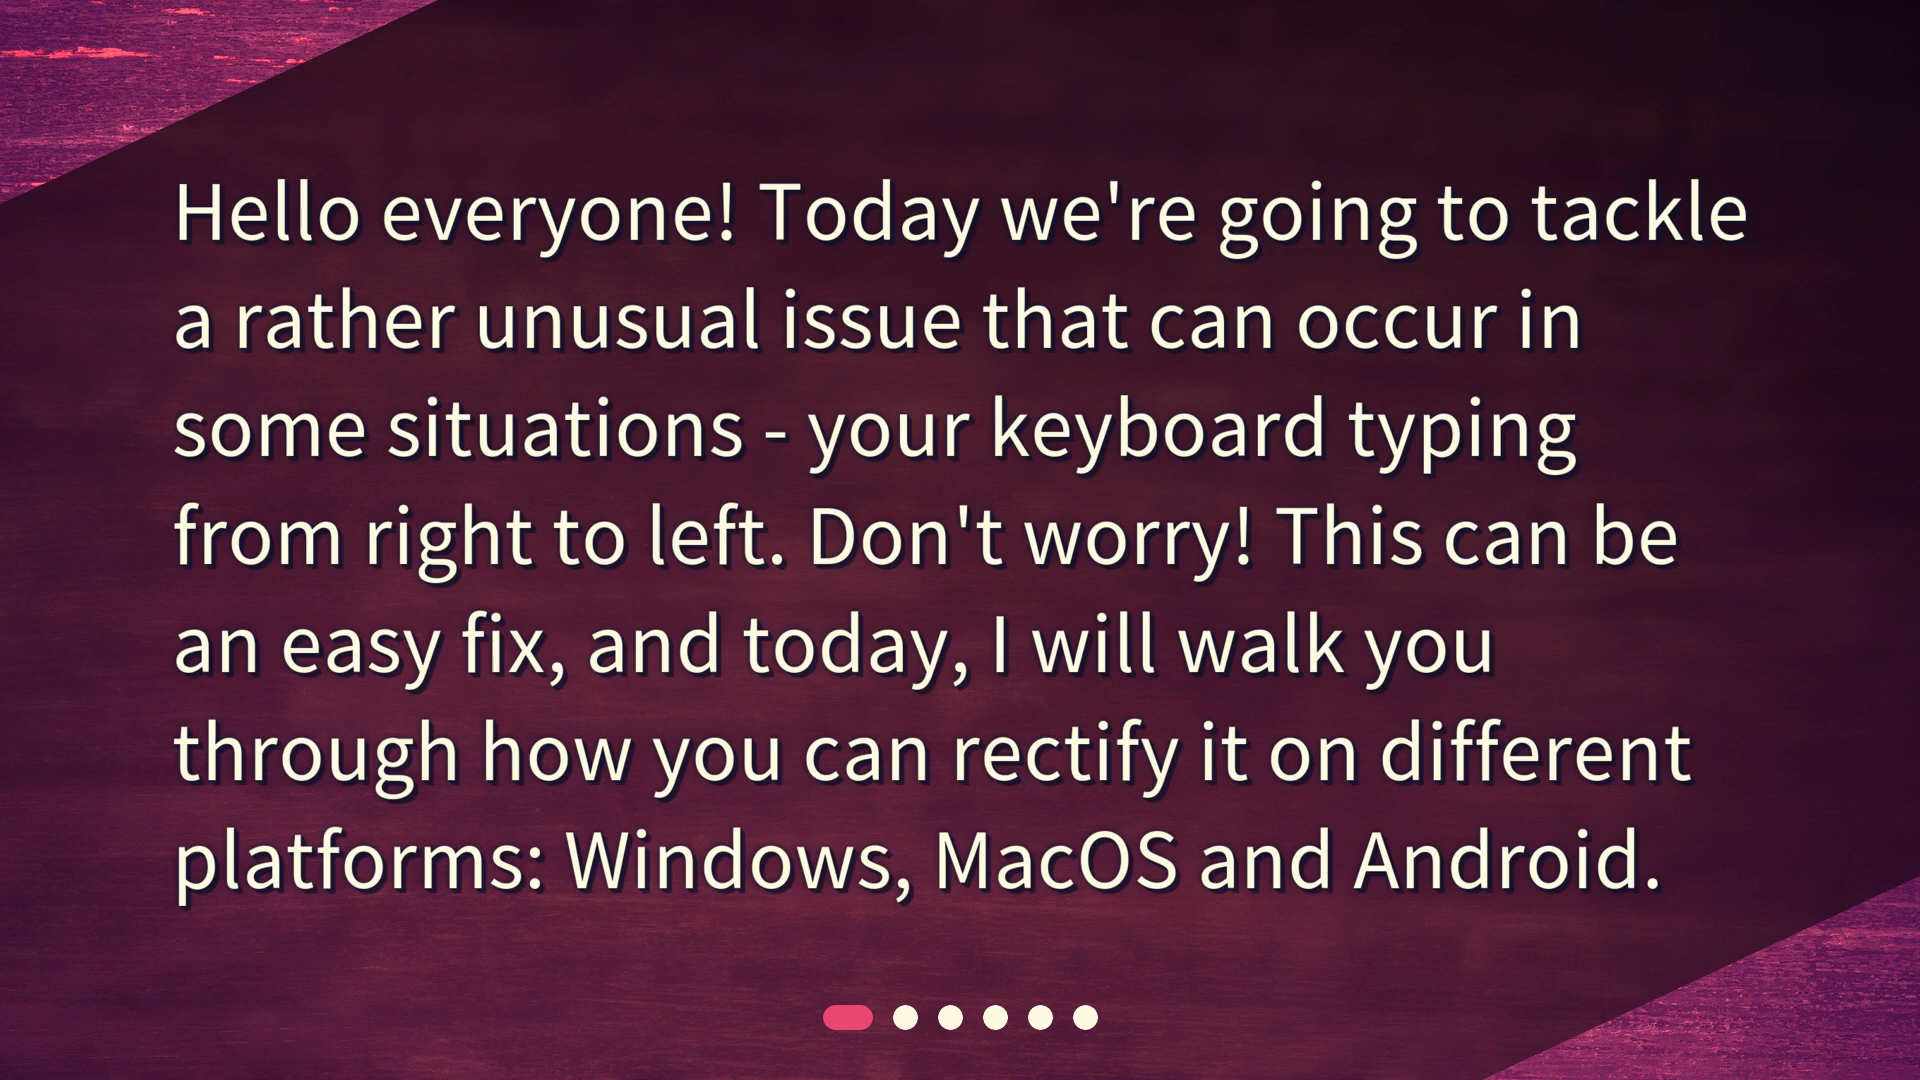 Hello everyone! Today we're going to tackle
a rather unusual issue that can occur in
some situations - your keyboard typing
from right to left. Don't worry! This can be
an easy fix, and today, I will walk you
through how you can rectify it on different
platforms: Windows, MacOS and Android.